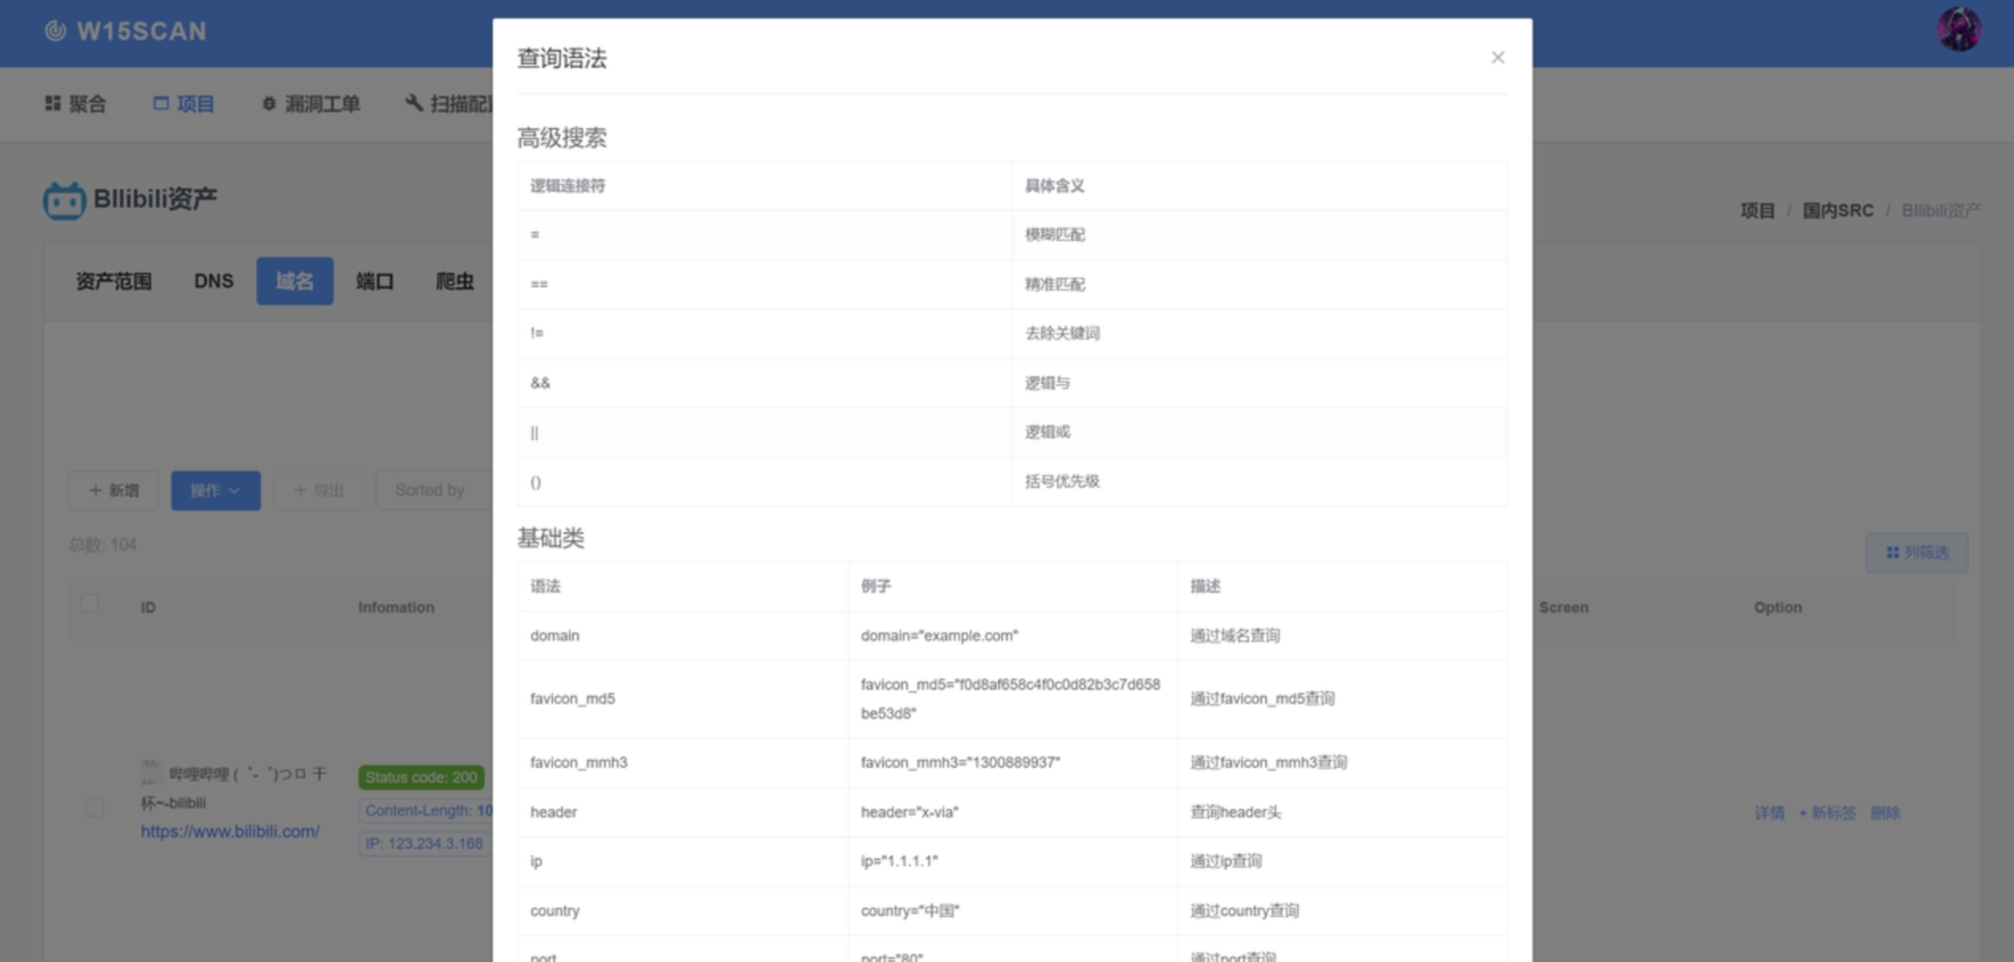 W15SCAN
聚合
项目
漏洞工单
扫描配
BIlibili资产
项目 / 国内SRC / BIlibili资产
资产范围
DNS
域名
端口
爬虫
+ 新增
操作
+ 导出
Sorted by
总数: 104
列筛选
ID
Infomation
Screen
Option
哔哩哔哩 (゜-゜)つロ 干
杯~-bilibili
https://www.bilibili.com/
Status code: 200
Content-Length: 10
IP: 123.234.3.168
详情 + 新标签 删除
查询语法
×
高级搜索
逻辑连接符 具体含义
= 模糊匹配
== 精准匹配
!= 去除关键词
&& 逻辑与
|| 逻辑或
() 括号优先级
基础类
语法 例子 描述
domain domain="example.com" 通过域名查询
favicon_md5 favicon_md5="f0d8af658c4f0c0d82b3c7d658
be53d8" 通过favicon_md5查询
favicon_mmh3 favicon_mmh3="1300889937" 通过favicon_mmh3查询
header header="x-via" 查询header头
ip ip="1.1.1.1" 通过ip查询
country country="中国" 通过country查询
port port="80" 通过port查询